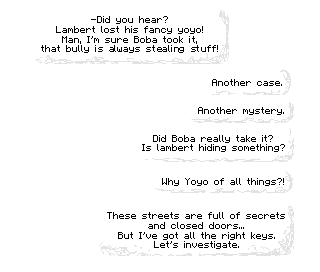 -Did you hear?
Lambert lost his fancy yoyo!
Man, I'm sure Boba took it,
that bully is always stealing stuff!
Another case.
Another mystery.
Did Boba really take it?
Is lambert hiding something?
Why Yoyo of all things?!
These streets are full of secrets
and closed doors...
But I've got all the right keys.
Let's investigate.